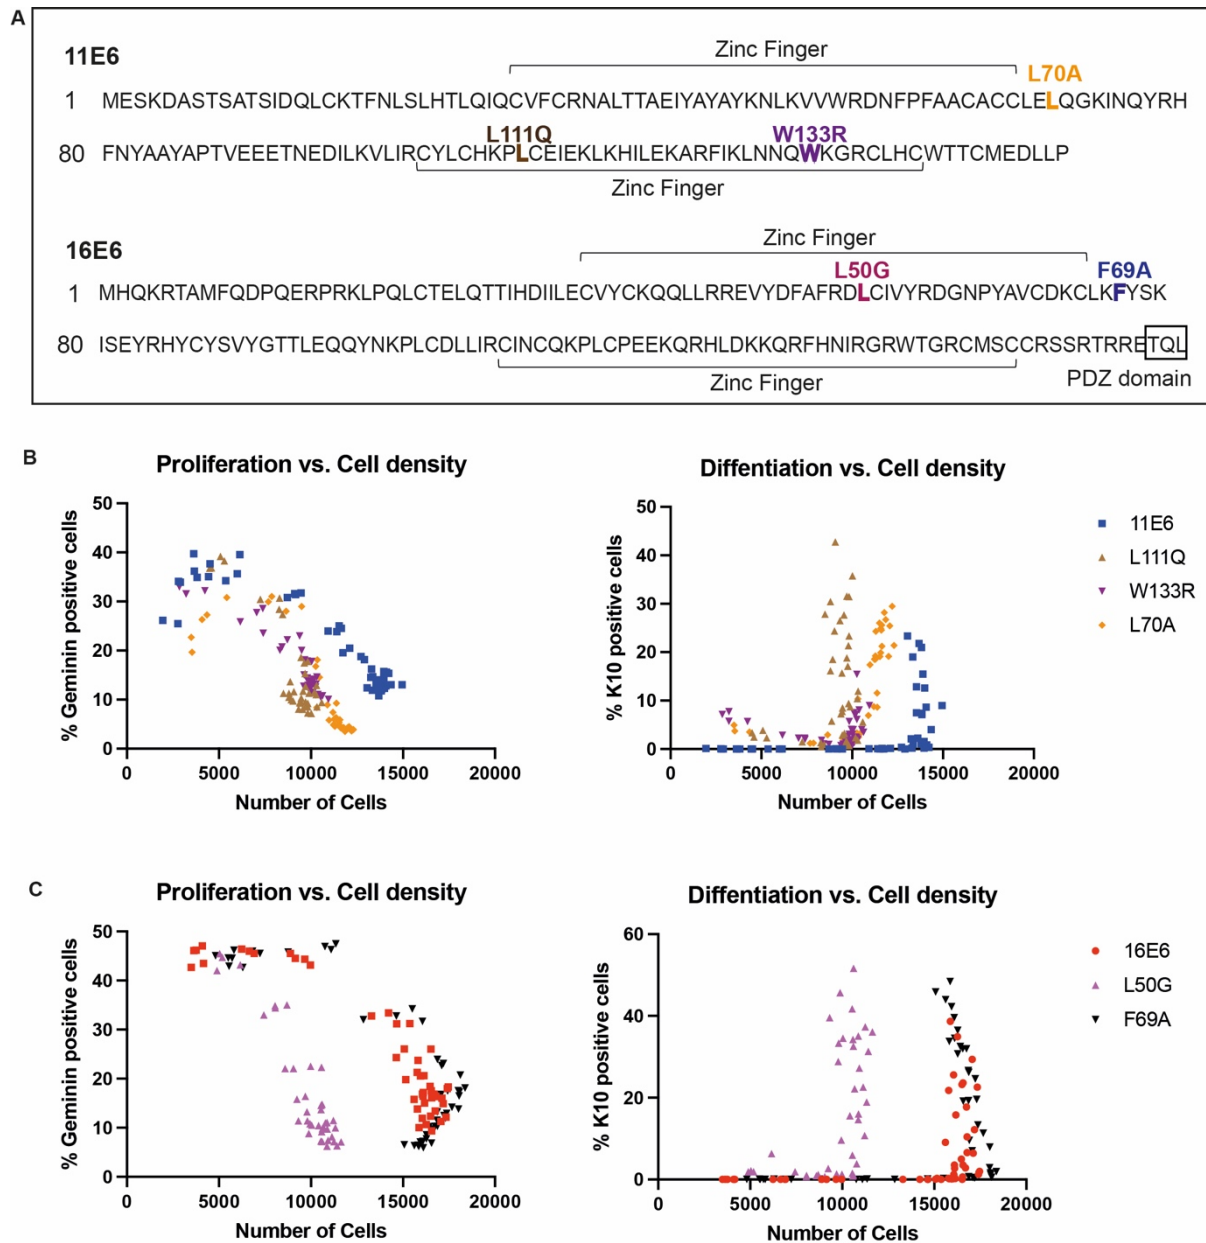 A
Zinc Finger
11E6
L70A
1 MESKDASTSATSIDQLCKTFNLSLHTLQIQCVFCRNALTTAEIYAYAYKNLKVVWRDNFPFAACACCLELQGKINQYRH
L111Q W133R
80 FNYAAYAPTVEEETNEDILKVLIRCYLCHKPLCEIEKLKHILEKARFIKLNNQWKGRCLHCWTTCMEDLLP
Zinc Finger
Zinc Finger
16E6
L50G F69A
1 MHQKRTAMFQDPQERPRKLPQLCTELQTTIHDIILECVYCKQQLLRREVYDFAFRDLCIVYRDGNPYAVCDKCLKFYSK
80 ISEYRHYCYSVYGTTLEQQYNKPLCDLLIRCINCQKPLCPEEKQRHLDKKQRFHNIRGRWTGRCMSCCRSSRTRRETQL
Zinc Finger PDZ domain
B
Proliferation vs. Cell density
% Geminin positive cells
50
40
30
20
10
0
0 5000 10000 15000 20000
Number of Cells
Diffentiation vs. Cell density
% K10 positive cells
50
40
30
20
10
0
0 5000 10000 15000 20000
Number of Cells
11E6
L111Q
W133R
L70A
C
Proliferation vs. Cell density
% Geminin positive cells
50
40
30
20
10
0
0 5000 10000 15000 20000
Number of Cells
Diffentiation vs. Cell density
% K10 positive cells
60
40
20
0
0 5000 10000 15000 20000
Number of Cells
16E6
L50G
F69A